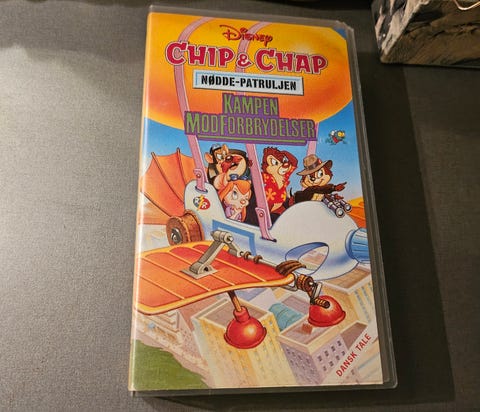 Disney
CHIP & CHAP
NØDDE-PATRULJEN
KAMPEN
MOD FORBRYDELSER
DANSK TALE